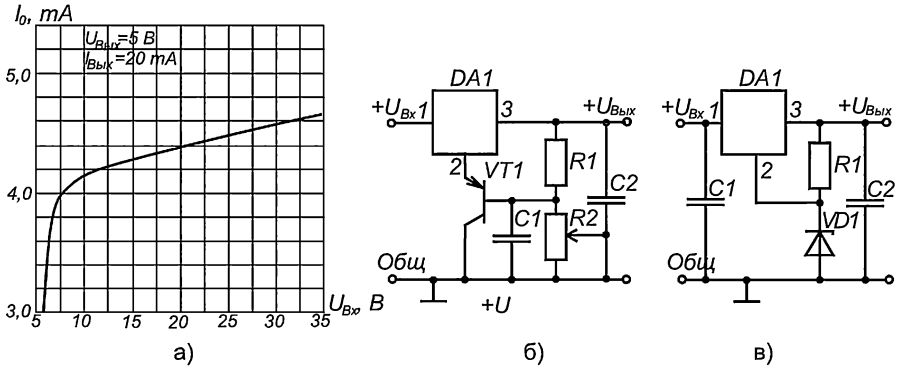 I₀, mA
Uвых=5 В
Iвых=20 mA
5,0
4,0
3,0
5 10 15 20 25 30 35
Uвх, В
а)
DA1
+Uвх 1
3
+Uвых
2
VT1
R1
C1
R2
C2
Общ
+U
б)
DA1
+Uвх 1
3
+Uвых
2
R1
C1
C2
VD1
Общ
в)